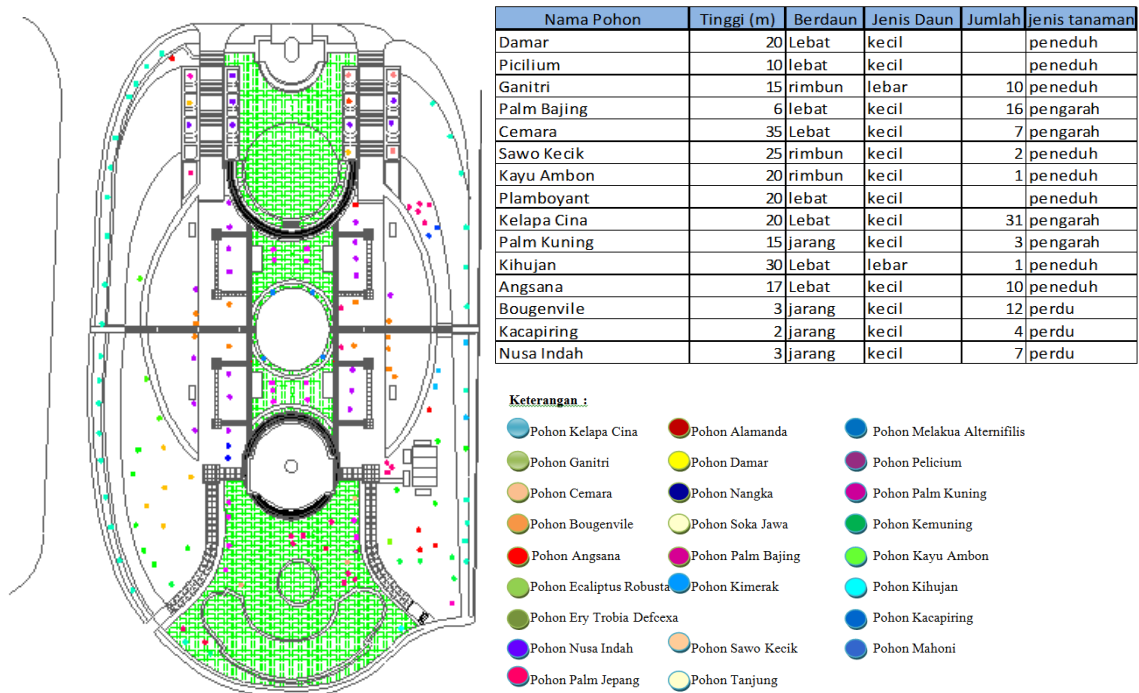 Nama Pohon Tinggi (m) Berdaun Jenis Daun Jumlah jenis tanaman
Damar 20 Lebat kecil peneduh
Picilium 10 lebat kecil peneduh
Ganitri 15 rimbun lebar 10 peneduh
Palm Bajing 6 lebat kecil 16 pengarah
Cemara 35 Lebat kecil 7 pengarah
Sawo Kecik 25 rimbun kecil 2 peneduh
Kayu Ambon 20 rimbun kecil 1 peneduh
Plamboyant 20 lebat kecil peneduh
Kelapa Cina 20 Lebat kecil 31 pengarah
Palm Kuning 15 jarang kecil 3 pengarah
Kihujan 30 Lebat lebar 1 peneduh
Angsana 17 Lebat kecil 10 peneduh
Bougenvile 3 jarang kecil 12 perdu
Kacapiring 2 jarang kecil 4 perdu
Nusa Indah 3 jarang kecil 7 perdu
Keterangan :
Pohon Kelapa Cina Pohon Alamanda Pohon Melakua Alternifilis
Pohon Ganitri Pohon Damar Pohon Pelicium
Pohon Cemara Pohon Nangka Pohon Palm Kuning
Pohon Bougenvile Pohon Soka Jawa Pohon Kemuning
Pohon Angsana Pohon Palm Bajing Pohon Kayu Ambon
Pohon Ecaliptus Robusta Pohon Kimerak Pohon Kihujan
Pohon Ery Trobia Defcexa Pohon Kacapiring
Pohon Nusa Indah Pohon Sawo Kecik Pohon Mahoni
Pohon Palm Jepang Pohon Tanjung